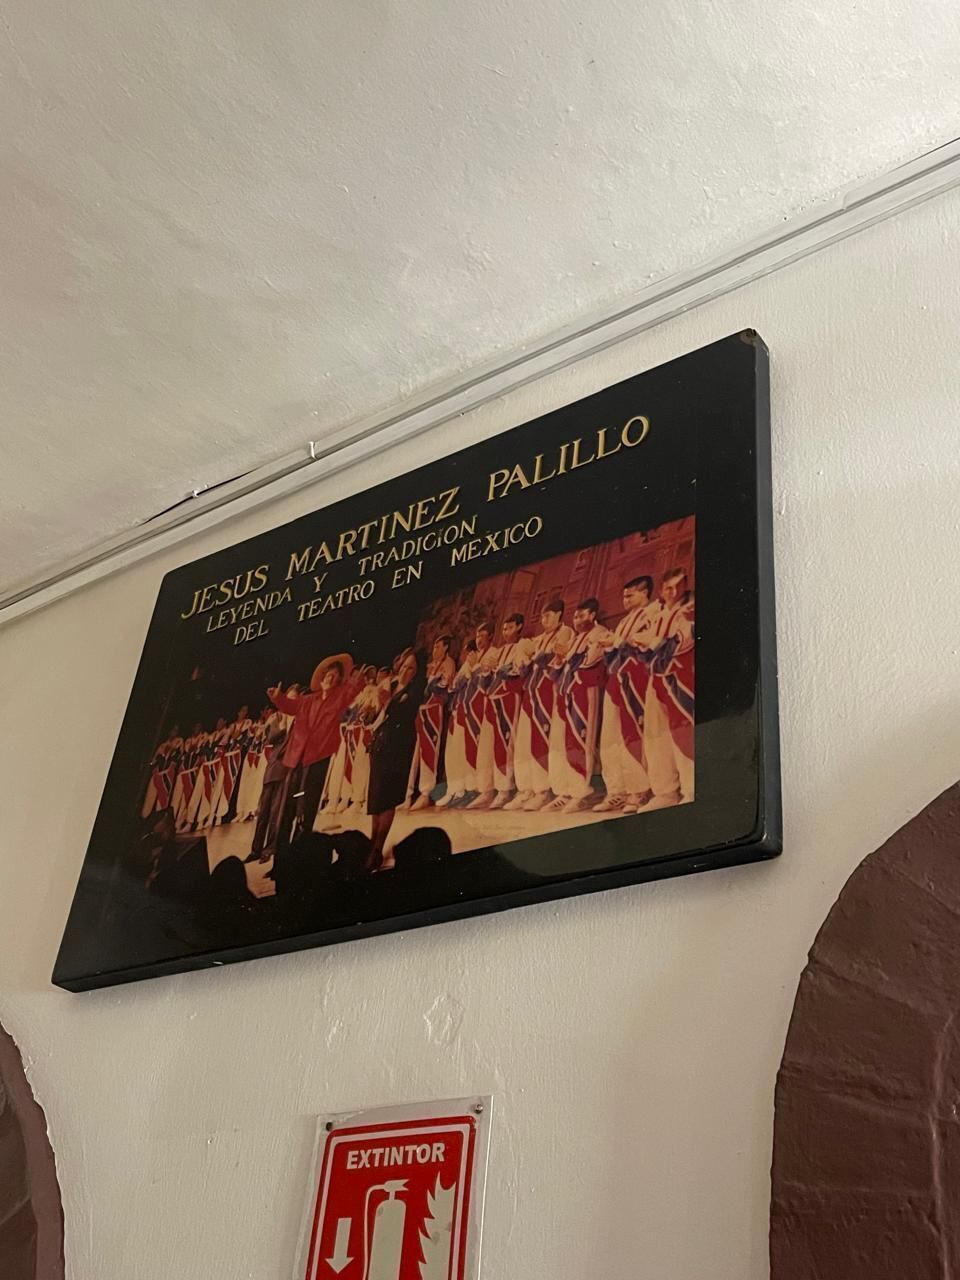 JESUS MARTINEZ PALILLO
LEYENDA Y TRADICION
DEL TEATRO EN MEXICO
EXTINTOR